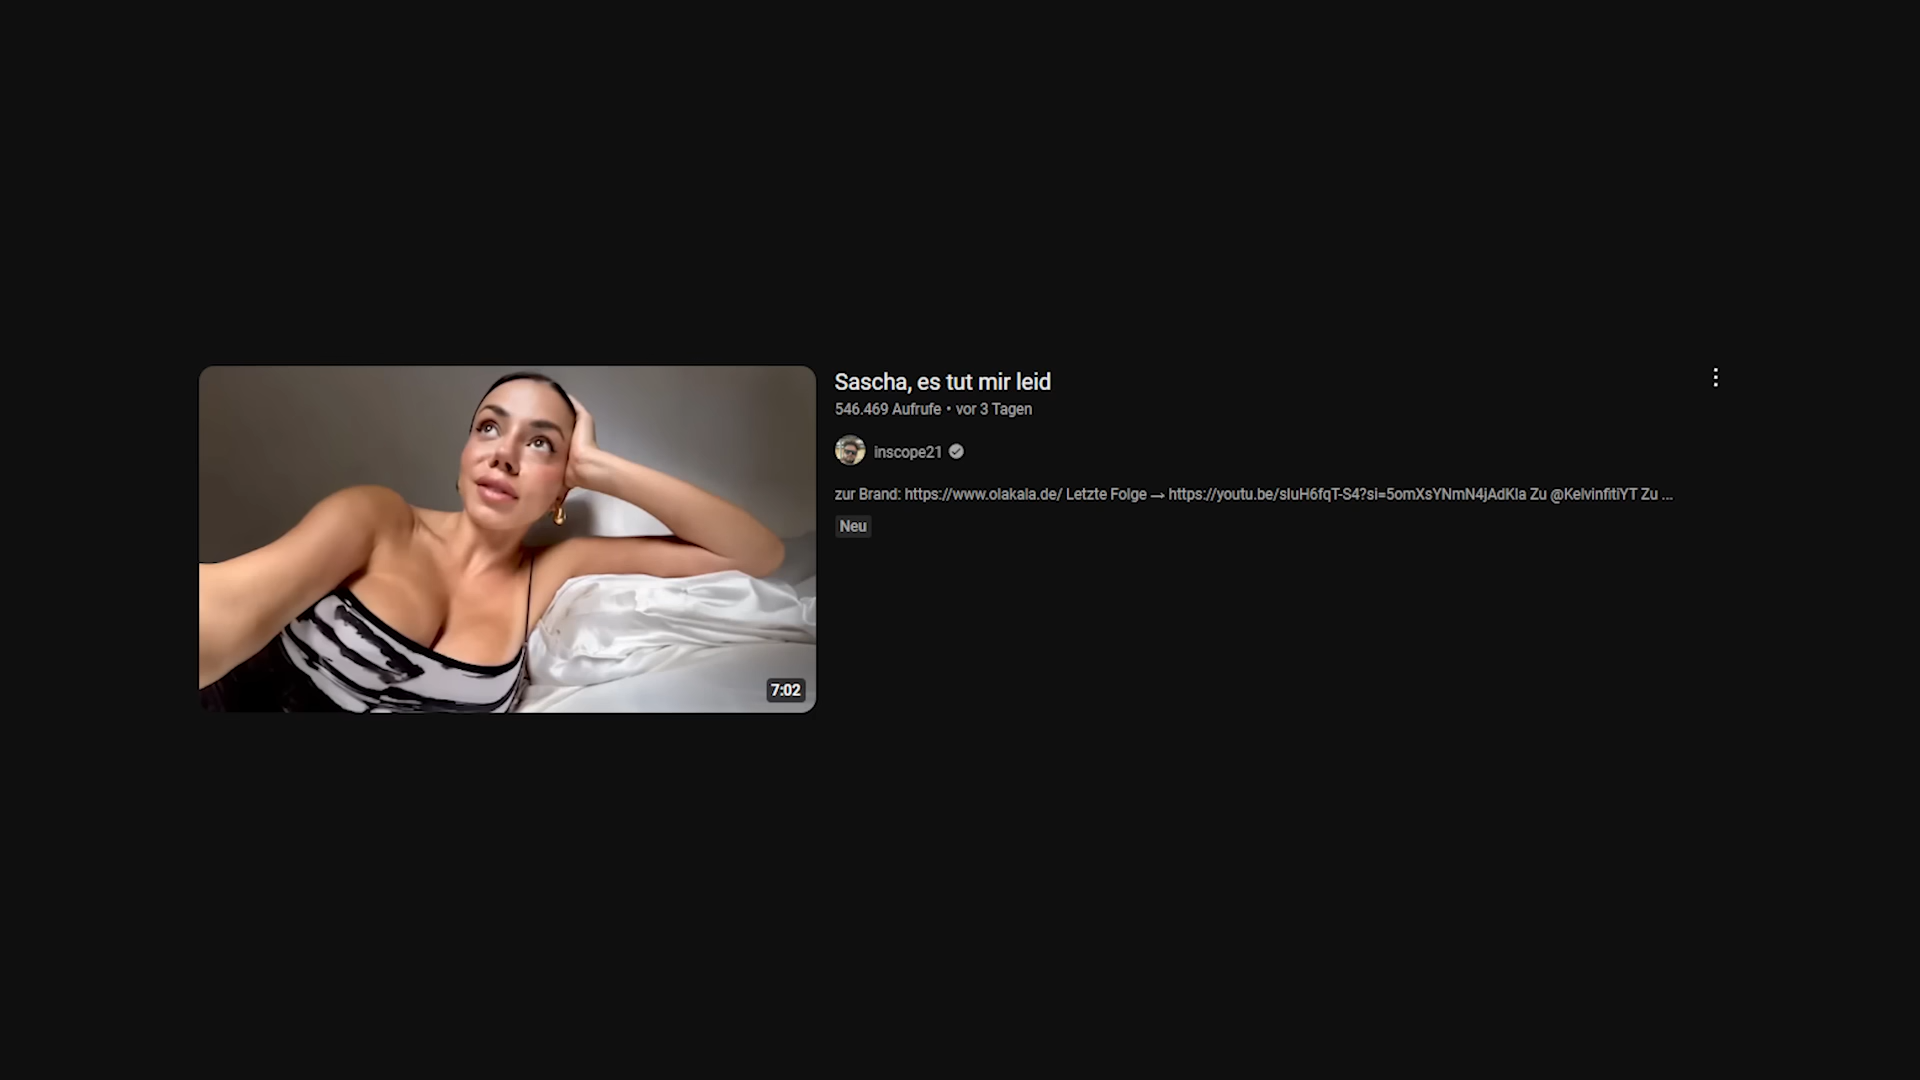 Sascha, es tut mir leid
546.469 Aufrufe • vor 3 Tagen
inscope21
zur Brand: https://www.olakala.de/ Letzte Folge → https://youtu.be/sIuH6fqT-S4?si=5omXsYNmN4jAdKla Zu @KelvinfitiYT Zu ...
Neu
7:02